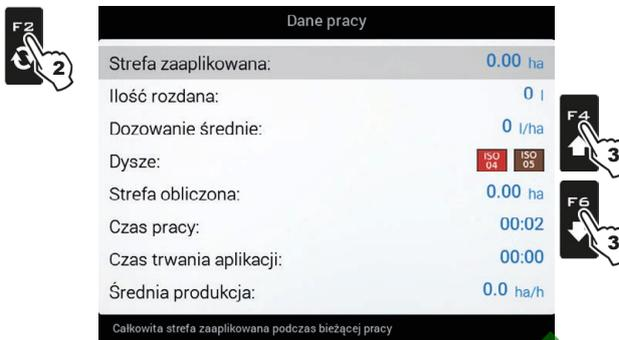 Dane pracy
F2
2
Strefa zaaplikowana: 0.00 ha
Ilość rozdana: 0 l
Dozowanie średnie: 0 l/ha
Dysze: ISO 04 ISO 05
Strefa obliczona: 0.00 ha
Czas pracy: 00:02
Czas trwania aplikacji: 00:00
Średnia produkcja: 0.0 ha/h
Całkowita strefa zaaplikowana podczas bieżącej pracy
F4
3
F6
3